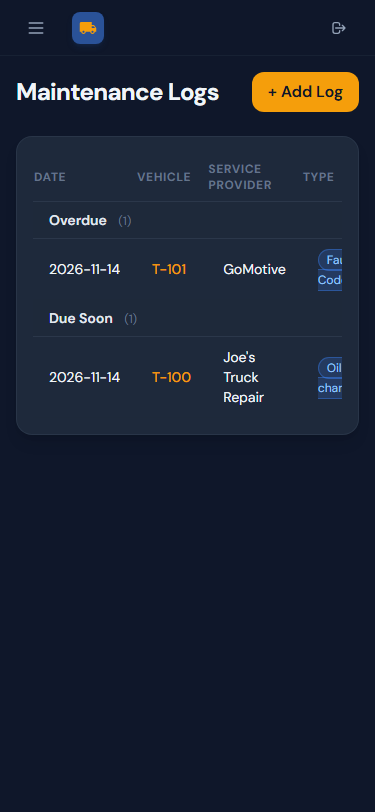 Maintenance Logs
+ Add Log
DATE VEHICLE SERVICE PROVIDER TYPE
Overdue (1)
2026-11-14 T-101 GoMotive
Due Soon (1)
2026-11-14 T-100 Joe's Truck Repair Oil